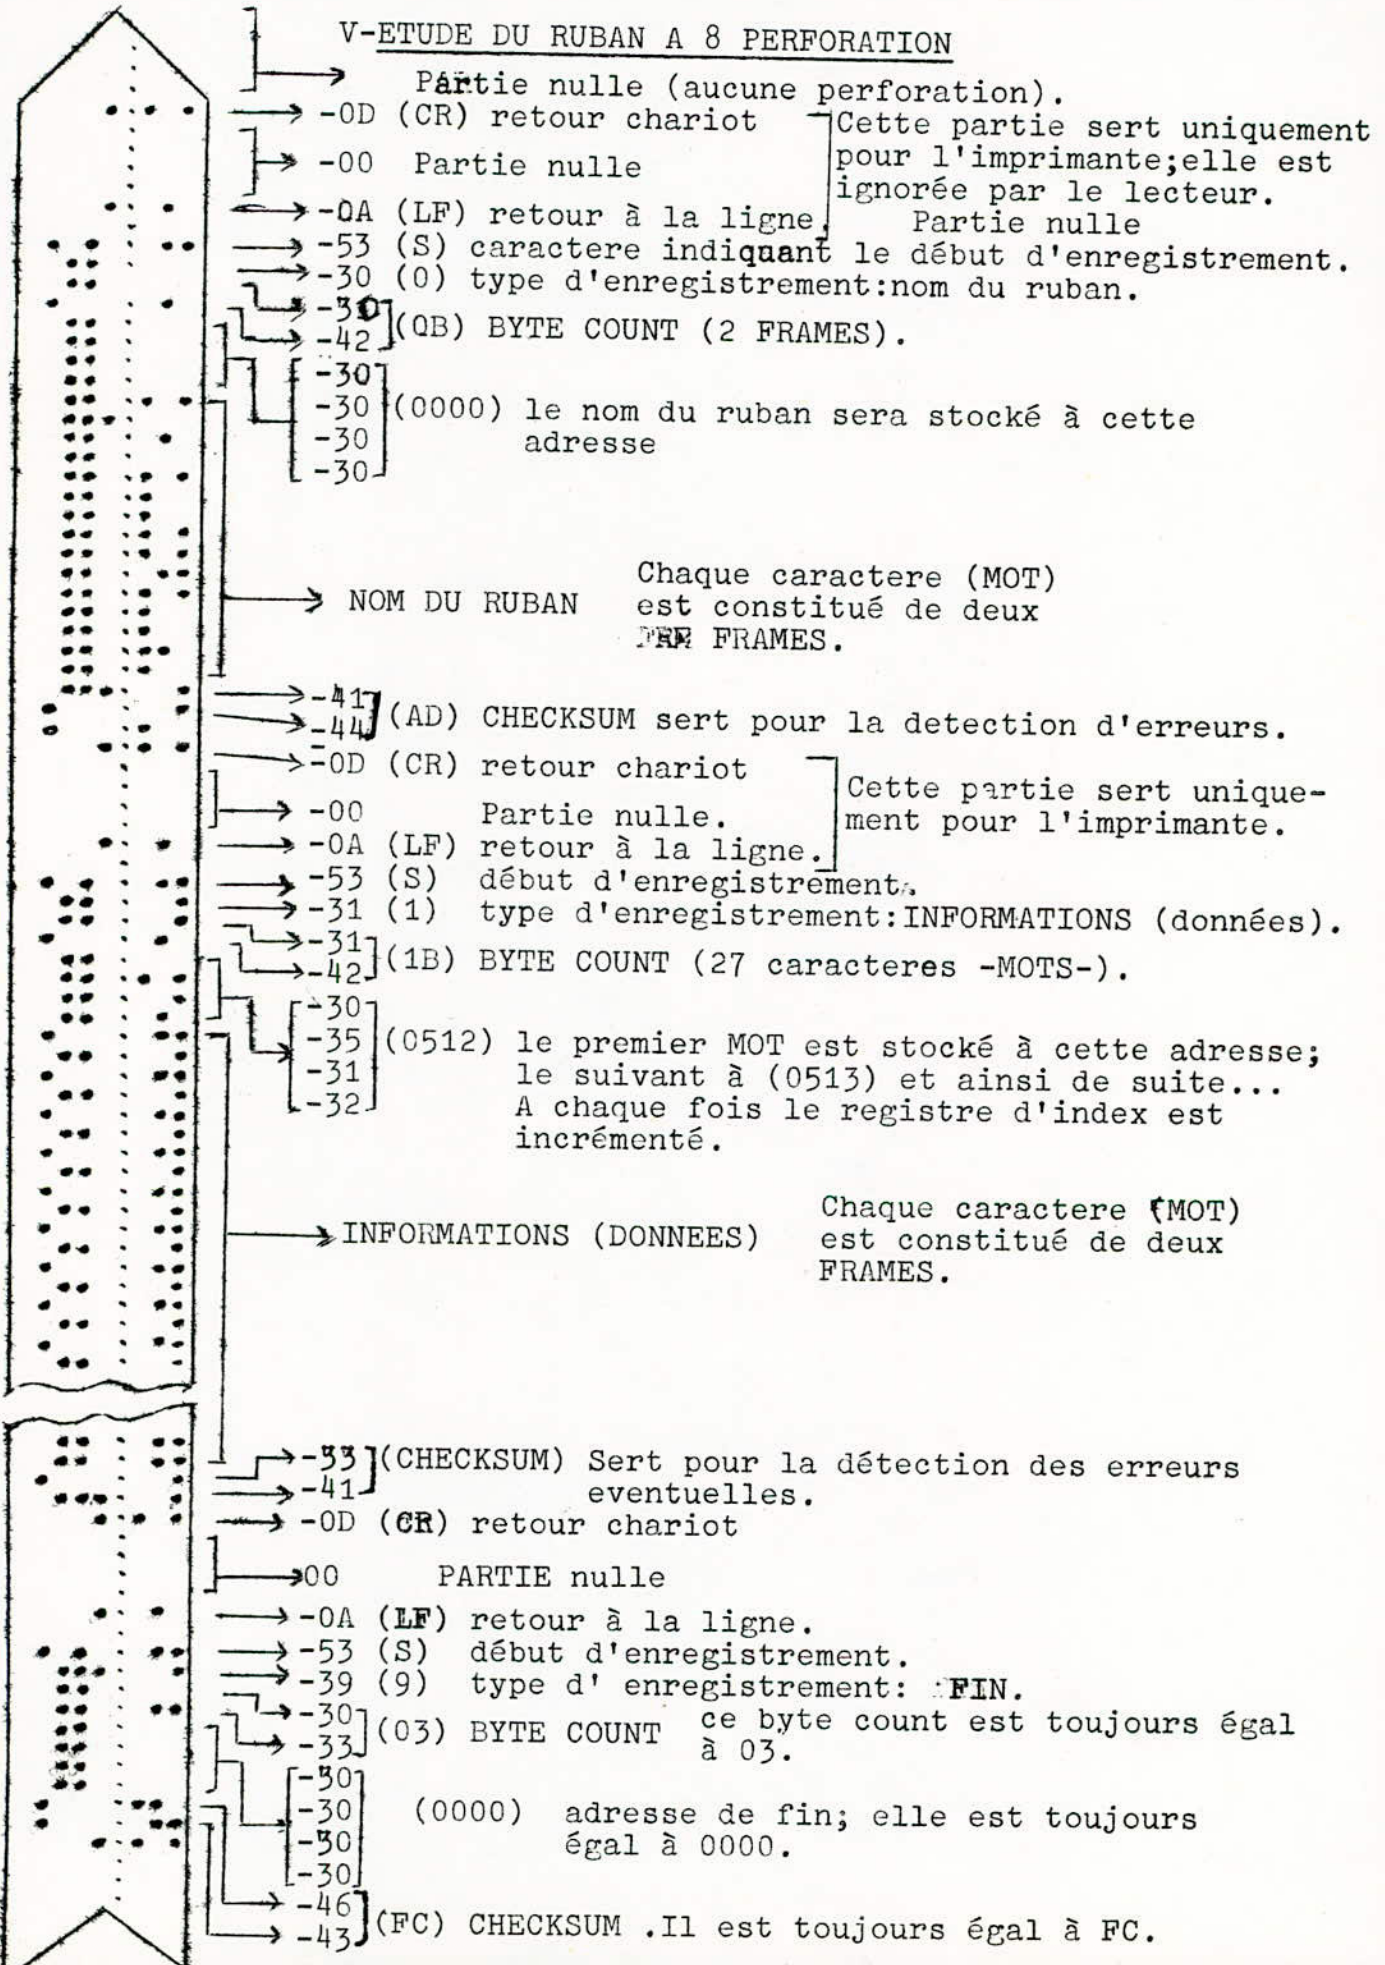 V-ETUDE DU RUBAN A 8 PERFORATION
Partie nulle (aucune perforation).
-0D (CR) retour chariot
Cette partie sert uniquement
pour l'imprimante;elle est
ignorée par le lecteur.
-00 Partie nulle
-0A (LF) retour à la ligne.
Partie nulle
-53 (S) caractere indiquant le début d'enregistrement.
-30 (0) type d'enregistrement:nom du ruban.
-30
-42
(0B) BYTE COUNT (2 FRAMES).
-30
-30 (0000) le nom du ruban sera stocké à cette
-30 adresse
-30
NOM DU RUBAN
Chaque caractere (MOT)
est constitué de deux
FRAMES.
-41
-44
(AD) CHECKSUM sert pour la detection d'erreurs.
-0D (CR) retour chariot
Cette partie sert unique-
ment pour l'imprimante.
-00 Partie nulle.
-0A (LF) retour à la ligne.
-53 (S) début d'enregistrement.
-31 (1) type d'enregistrement:INFORMATIONS (données).
-31
-42
(1B) BYTE COUNT (27 caracteres -MOTS-).
-30
-35 (0512) le premier MOT est stocké à cette adresse;
-31 le suivant à (0513) et ainsi de suite...
-32 A chaque fois le registre d'index est
incrémenté.
INFORMATIONS (DONNEES)
Chaque caractere (MOT)
est constitué de deux
FRAMES.
-33 (CHECKSUM) Sert pour la détection des erreurs
-41 eventuelles.
-0D (CR) retour chariot
00 PARTIE nulle
-0A (LF) retour à la ligne.
-53 (S) début d'enregistrement.
-39 (9) type d' enregistrement: :FIN.
-30
-33
(03) BYTE COUNT ce byte count est toujours égal
à 03.
-30
-30 (0000) adresse de fin; elle est toujours
-30 égal à 0000.
-30
-46
-43
(FC) CHECKSUM .Il est toujours égal à FC.